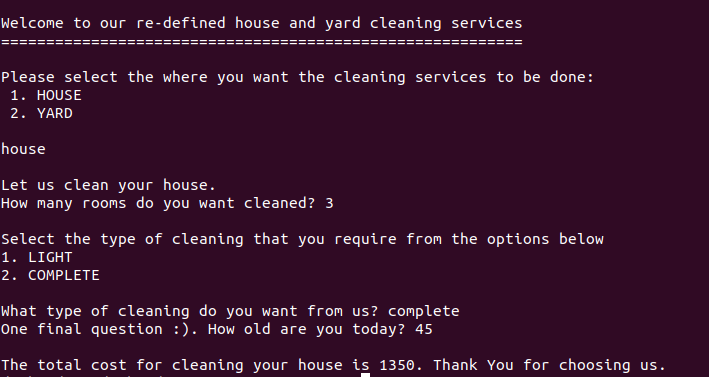 Welcome to our re-defined house and yard cleaning services
==========================================================
Please select the where you want the cleaning services to be done:
1. HOUSE
2. YARD
house
Let us clean your house.
How many rooms do you want cleaned? 3
Select the type of cleaning that you require from the options below
1. LIGHT
2. COMPLETE
What type of cleaning do you want from us? complete
One final question :). How old are you today? 45
The total cost for cleaning your house is 1350. Thank You for choosing us.